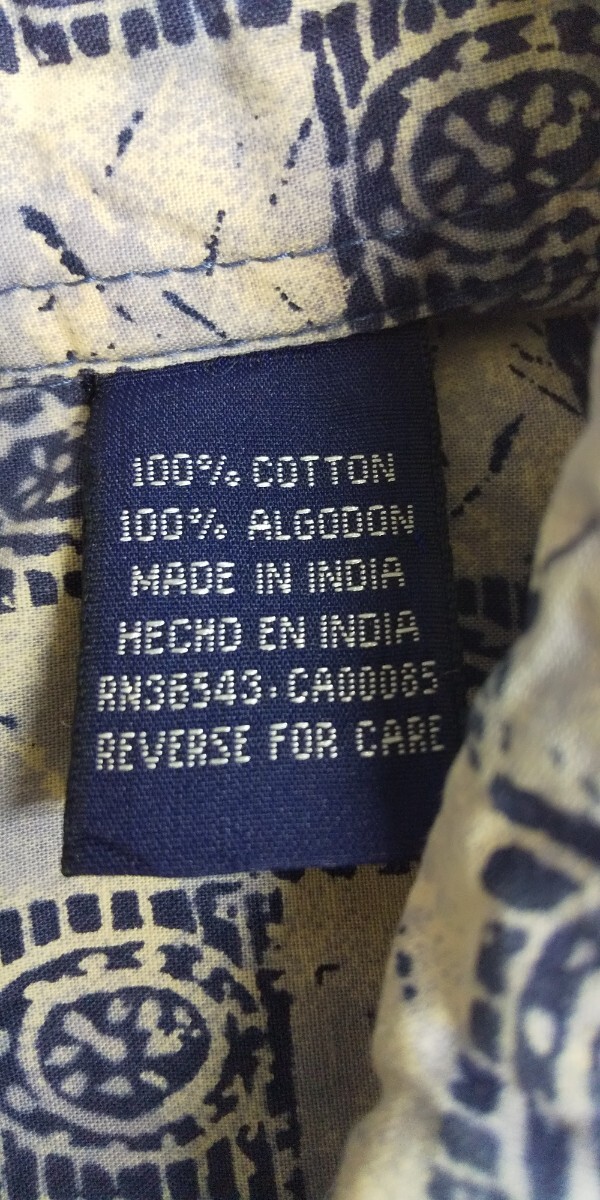 100% COTTON
100% ALGODON
MADE IN INDIA
HECHO EN INDIA
RN36543, CA00065
REVERSE FOR CARE